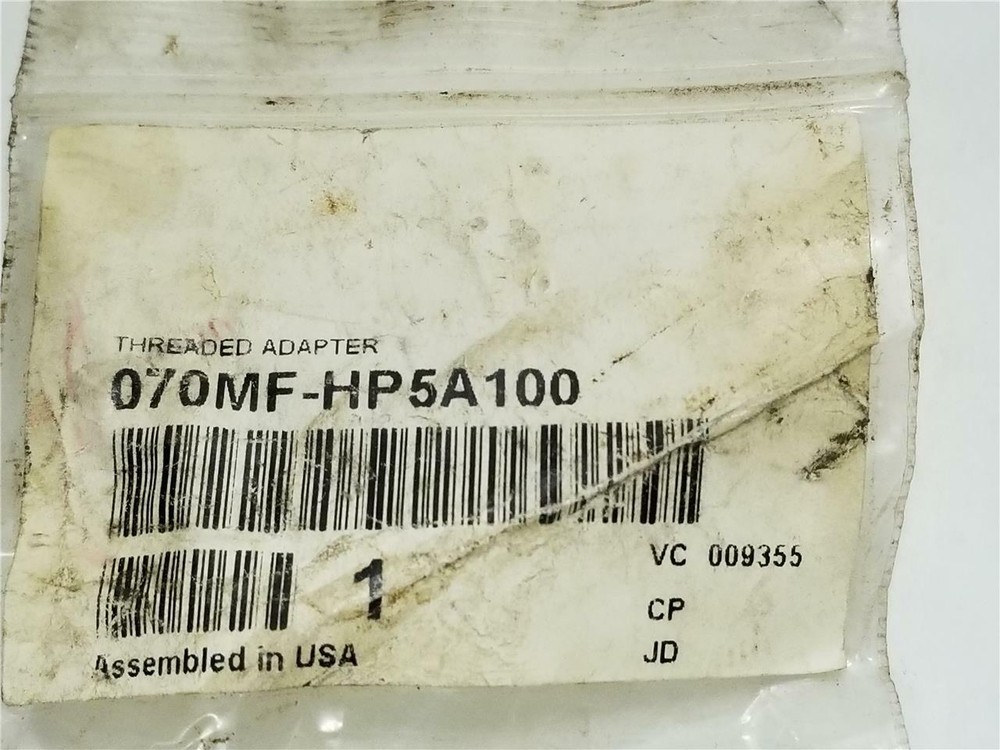 THREADED ADAPTER
070MF-HP5A100
1
VC 009355
CP
JD
Assembled in USA